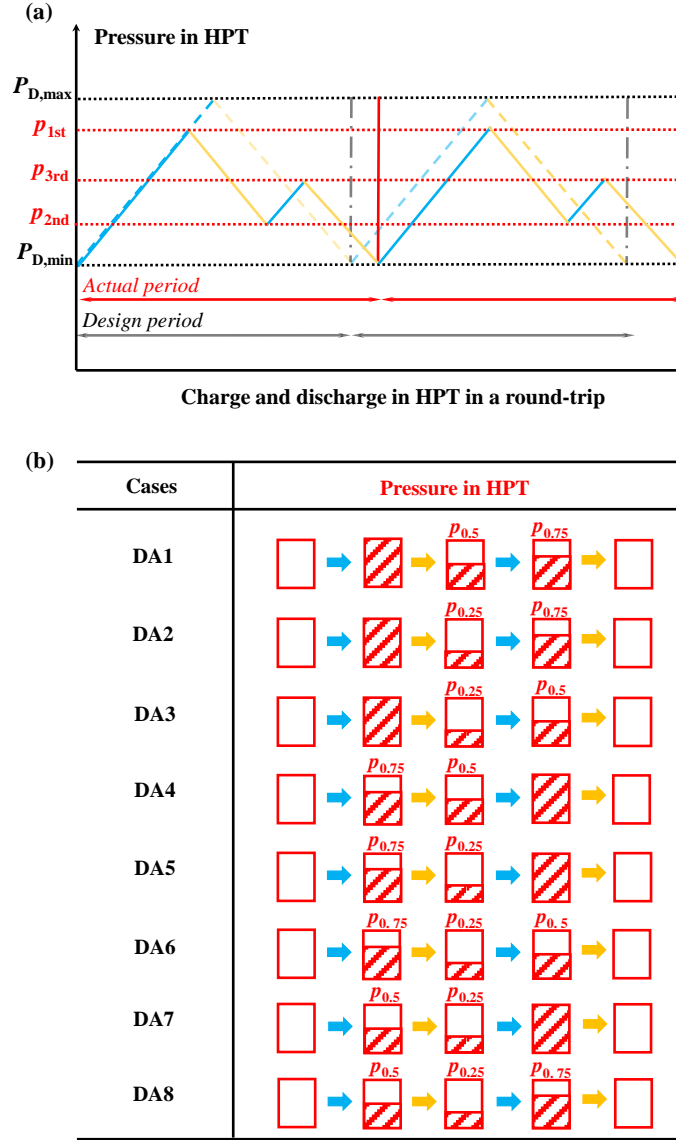 (a)
Pressure in HPT
P_D,max
p_1st
p_3rd
p_2nd
P_D,min
Actual period
Design period
Charge and discharge in HPT in a round-trip
(b)
Cases Pressure in HPT
DA1 p_0.5 p_0.75
DA2 p_0.25 p_0.75
DA3 p_0.25 p_0.5
DA4 p_0.75 p_0.5
DA5 p_0.75 p_0.25
DA6 p_0. 75 p_0.25 p_0. 5
DA7 p_0.5 p_0.25
DA8 p_0.5 p_0.25 p_0. 75